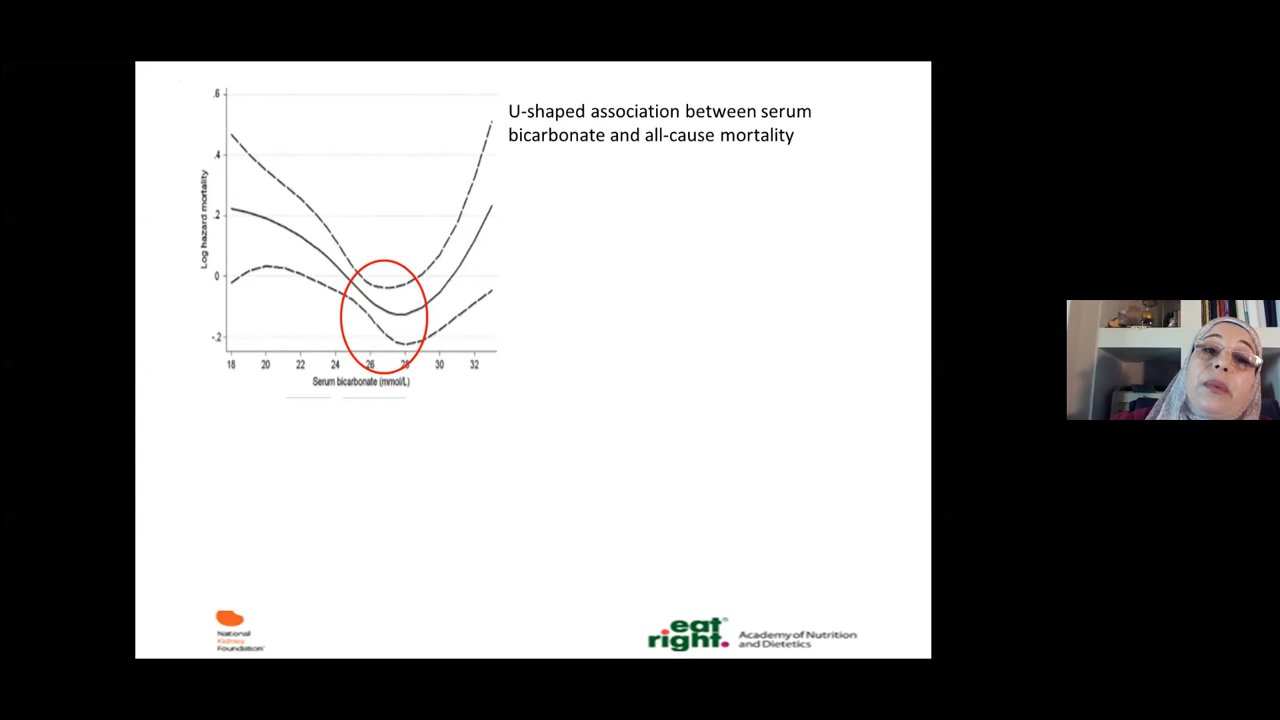 U-shaped association between serum
bicarbonate and all-cause mortality
.6
.4
.2
0
-.2
Log hazard mortality
18 20 22 24 26 28 30 32
Serum bicarbonate (mmol/L)
National
Kidney
Foundation®
eat
right.
Academy of Nutrition
and Dietetics